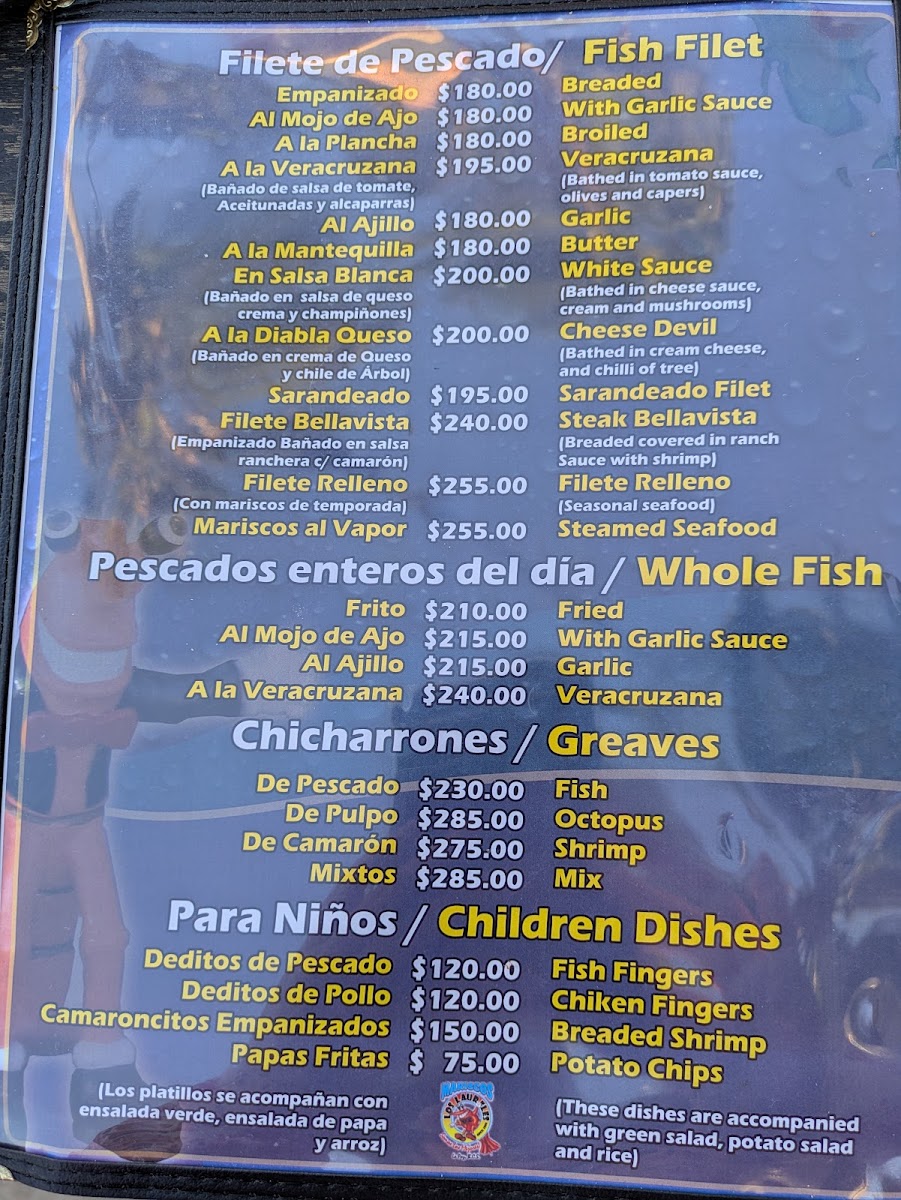 Filete de Pescado/ Fish Filet
Empanizado $180.00 Breaded
Al Mojo de Ajo $180.00 With Garlic Sauce
A la Plancha $180.00 Broiled
A la Veracruzana $195.00 Veracruzana
(Bañado de salsa de tomate, (Bathed in tomato sauce,
Aceitunadas y alcaparras) olives and capers)
Al Ajillo $180.00 Garlic
A la Mantequilla $180.00 Butter
En Salsa Blanca $200.00 White Sauce
(Bañado en salsa de queso (Bathed in cheese sauce,
crema y champiñones) cream and mushrooms)
A la Diabla Queso $200.00 Cheese Devil
(Bañado en crema de Queso (Bathed in cream cheese,
y chile de Árbol) and chilli of tree)
Sarandeado $195.00 Sarandeado Filet
Filete Bellavista $240.00 Steak Bellavista
(Empanizado Bañado en salsa (Breaded covered in ranch
ranchera c/ camarón) Sauce with shrimp)
Filete Relleno $255.00 Filete Relleno
(Con mariscos de temporada) (Seasonal seafood)
Mariscos al Vapor $255.00 Steamed Seafood
Pescados enteros del día / Whole Fish
Frito $210.00 Fried
Al Mojo de Ajo $215.00 With Garlic Sauce
Al Ajillo $215.00 Garlic
A la Veracruzana $240.00 Veracruzana
Chicharrones / Greaves
De Pescado $230.00 Fish
De Pulpo $285.00 Octopus
De Camarón $275.00 Shrimp
Mixtos $285.00 Mix
Para Niños / Children Dishes
Deditos de Pescado $120.00 Fish Fingers
Deditos de Pollo $120.00 Chiken Fingers
Camaroncitos Empanizados $150.00 Breaded Shrimp
Papas Fritas $ 75.00 Potato Chips
(Los platillos se acompañan con (These dishes are accompanied
ensalada verde, ensalada de papa with green salad, potato salad
y arroz) and rice)